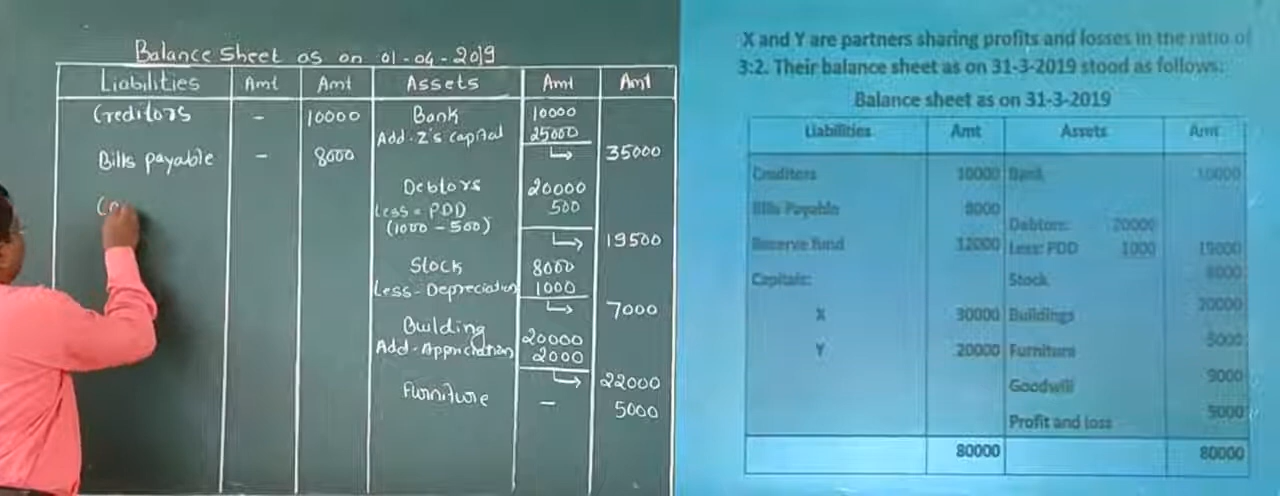 Balance Sheet as on 01-04-2019
Liabilities Amt Amt Assets Amt Amt
Creditors - 10000 Bank 10000
Add - Z's capital 25000
Bills payable - 8000 ↳ 35000
Debtors 20000
Less = PDD 500
(1000 - 500)
↳ 19500
Stock 8000
Less - Depreciation 1000
↳ 7000
Building 20000
Add - Appriciation 2000
↳ 22000
Furniture - 5000
X and Y are partners sharing profits and losses in the ratio of
3:2. Their balance sheet as on 31-3-2019 stood as follows:
Balance sheet as on 31-3-2019
Liabilities Amt Assets Amt
Creditors 10000 Bank 10000
Bills Payable 8000
Debtors: 20000
Reserve fund 12000 Less: PDD 1000 19000
Capitals: Stock 8000
X 30000 Buildings 20000
Y 20000 Furniture 5000
Goodwill 9000
Profit and loss 5000
80000 80000